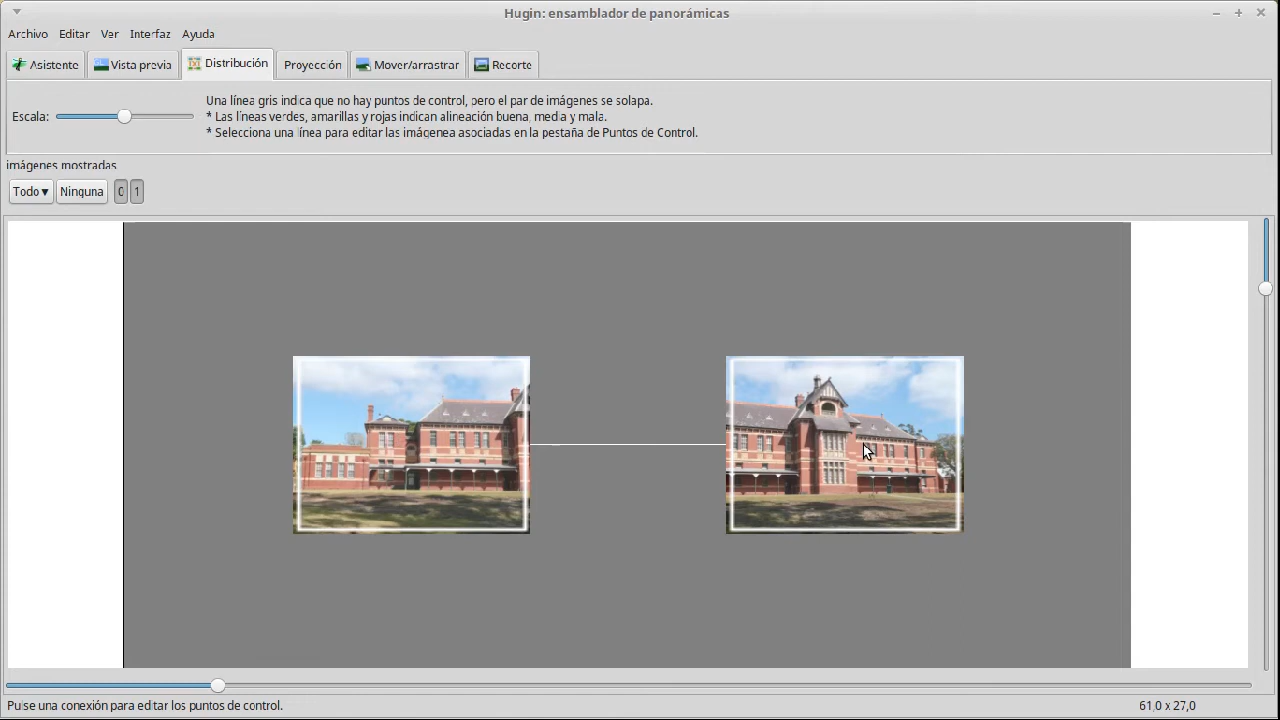 Hugin: ensamblador de panorámicas
Archivo Editar Ver Interfaz Ayuda
Asistente Vista previa Distribución Proyección Mover/arrastrar Recorte
Una línea gris indica que no hay puntos de control, pero el par de imágenes se solapa.
Escala: * Las líneas verdes, amarillas y rojas indican alineación buena, media y mala.
* Selecciona una línea para editar las imágenea asociadas en la pestaña de Puntos de Control.
imágenes mostradas
Todo▾ Ninguna 0 1
Pulse una conexión para editar los puntos de control. 61,0 x 27,0